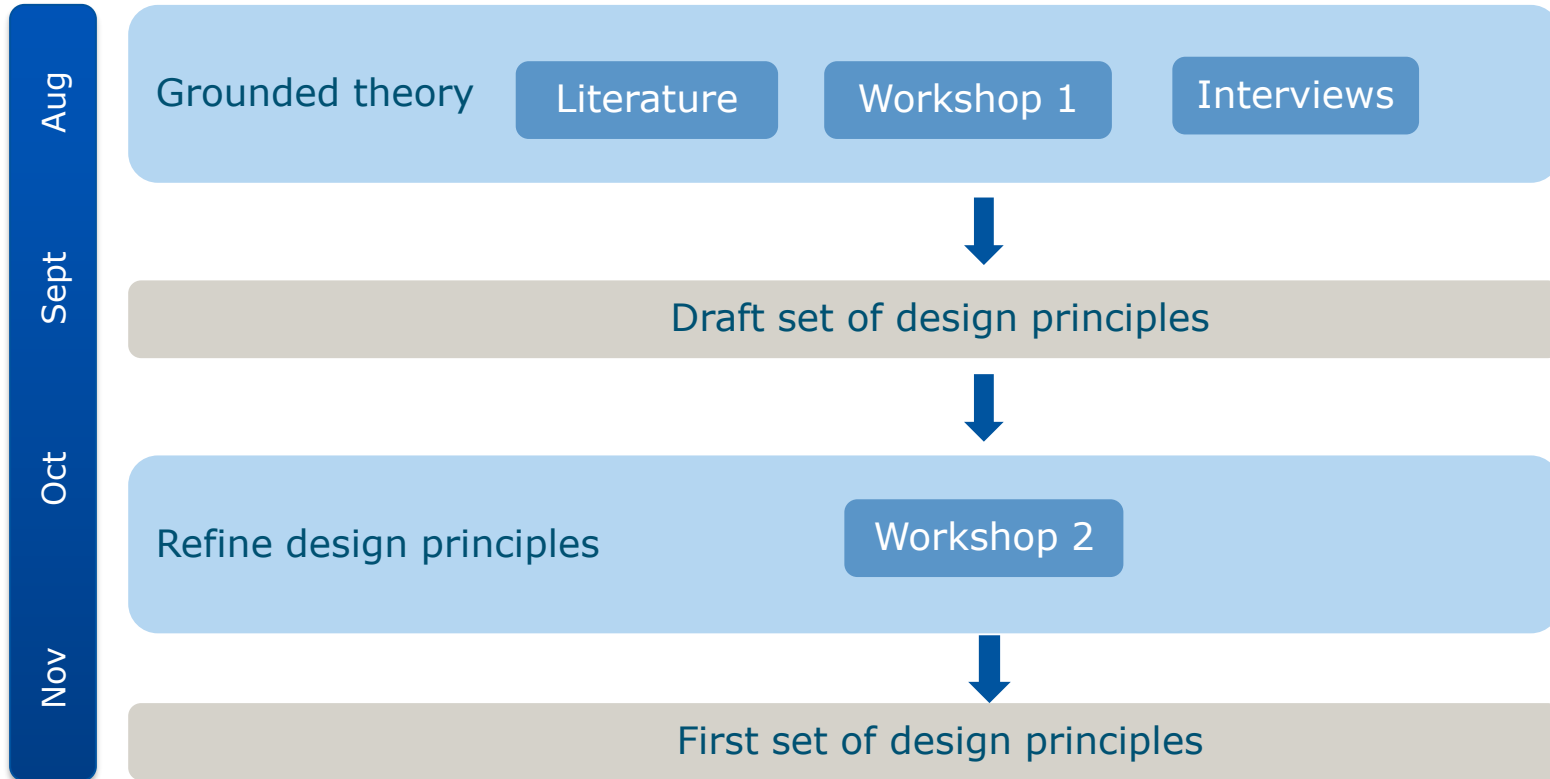 Aug
Grounded theory
Literature
Workshop 1
Interviews
Sept
Draft set of design principles
Oct
Refine design principles
Workshop 2
Nov
First set of design principles